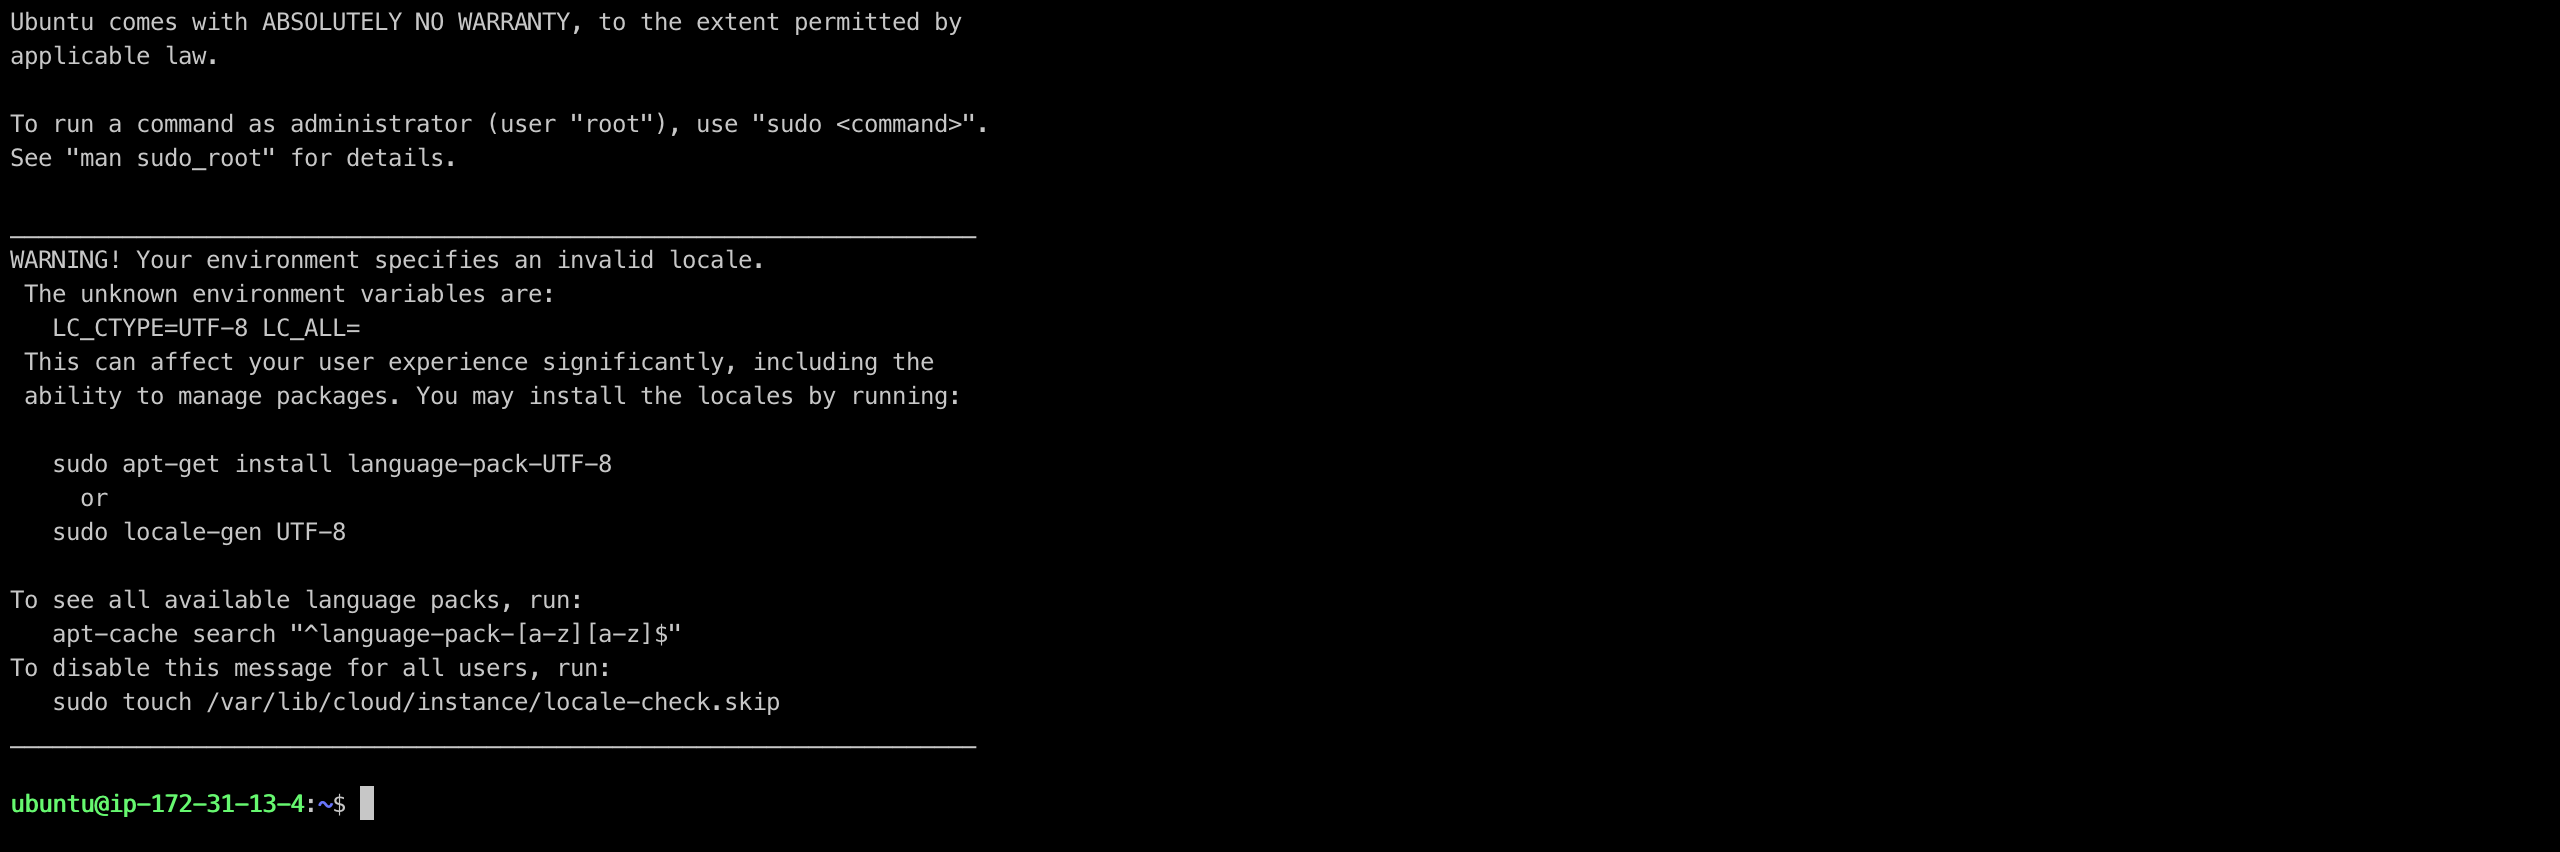 Ubuntu comes with ABSOLUTELY NO WARRANTY, to the extent permitted by
applicable law.
To run a command as administrator (user "root"), use "sudo <command>".
See "man sudo_root" for details.
_____________________________________________________________________
WARNING! Your environment specifies an invalid locale.
 The unknown environment variables are:
   LC_CTYPE=UTF-8 LC_ALL=
 This can affect your user experience significantly, including the
 ability to manage packages. You may install the locales by running:
   sudo apt-get install language-pack-UTF-8
     or
   sudo locale-gen UTF-8
To see all available language packs, run:
   apt-cache search "^language-pack-[a-z][a-z]$"
To disable this message for all users, run:
   sudo touch /var/lib/cloud/instance/locale-check.skip
_____________________________________________________________________
ubuntu@ip-172-31-13-4:~$